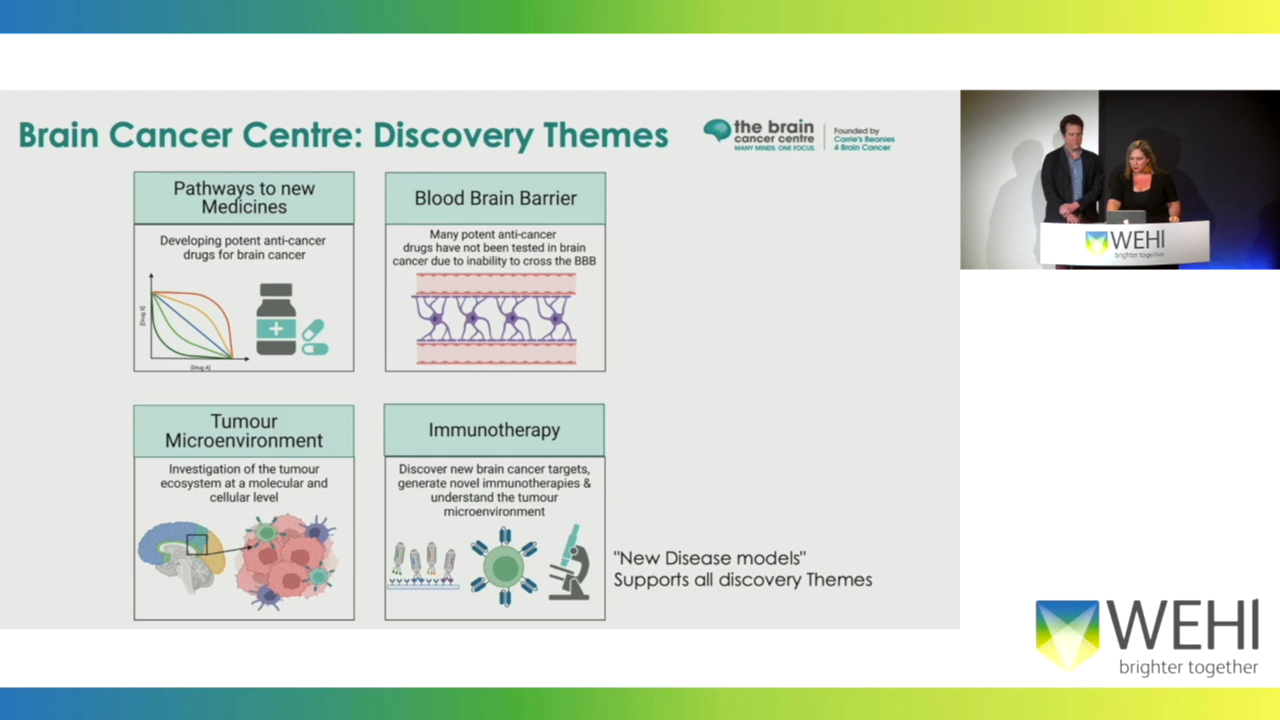 Brain Cancer Centre: Discovery Themes
the brain
cancer centre
MANY MINDS. ONE FOCUS.
Founded by
Carrie's Beanies
4 Brain Cancer
Pathways to new
Medicines
Developing potent anti-cancer
drugs for brain cancer
[Drug B]
[Drug A]
Blood Brain Barrier
Many potent anti-cancer
drugs have not been tested in brain
cancer due to inability to cross the BBB
Tumour
Microenvironment
Investigation of the tumour
ecosystem at a molecular and
cellular level
Immunotherapy
Discover new brain cancer targets,
generate novel immunotherapies &
understand the tumour
microenvironment
"New Disease models"
Supports all discovery Themes
WEHI
brighter together
WEHI
brighter together